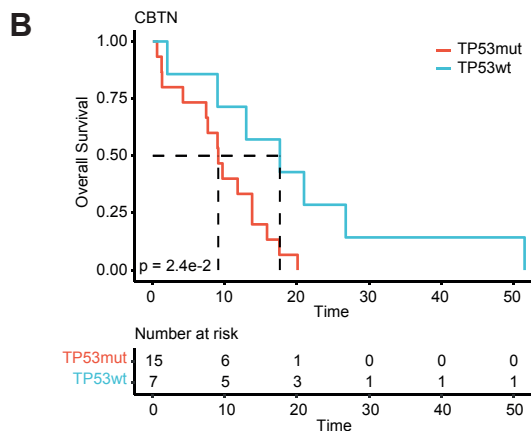 B
CBTN
TP53mut
TP53wt
1.00
0.75
0.50
0.25
0.00
Overall Survival
p = 2.4e-2
0 10 20 30 40 50
Time
Number at risk
TP53mut 15 6 1 0 0 0
TP53wt 7 5 3 1 1 1
0 10 20 30 40 50
Time